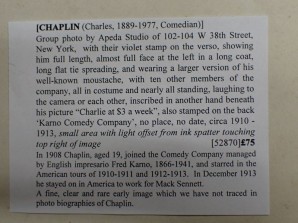 [CHAPLIN (Charles, 1889-1977, Comedian)]
Group photo by Apeda Studio of 102-104 W 38th Street,
New York, with their violet stamp on the verso, showing
him full length, almost full face at the left in a long coat,
long flat tie spreading, and wearing a larger version of his
well-known moustache, with ten other members of the
company, all in costume and nearly all standing, laughing to
the camera or each other, inscribed in another hand beneath
his picture "Charlie at $3 a week", also stamped on the back
'Karno Comedy Company', no place, no date, circa 1910 -
1913, small area with light offset from ink spatter touching
top right of image [52870]£75
In 1908 Chaplin, aged 19, joined the Comedy Company managed
by English impresario Fred Karno, 1866-1941, and starred in the
American tours of 1910-1911 and 1912-1913. In December 1913
he stayed on in America to work for Mack Sennett.
A fine, clear and rare early image which we have not traced in
photo biographies of Chaplin.